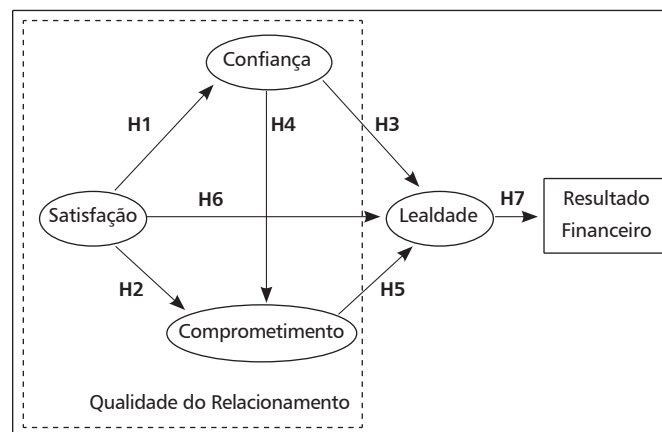 Confiança
H1
H4
H3
Satisfação
H6
Lealdade
H7
Resultado
Financeiro
H2
H5
Comprometimento
Qualidade do Relacionamento